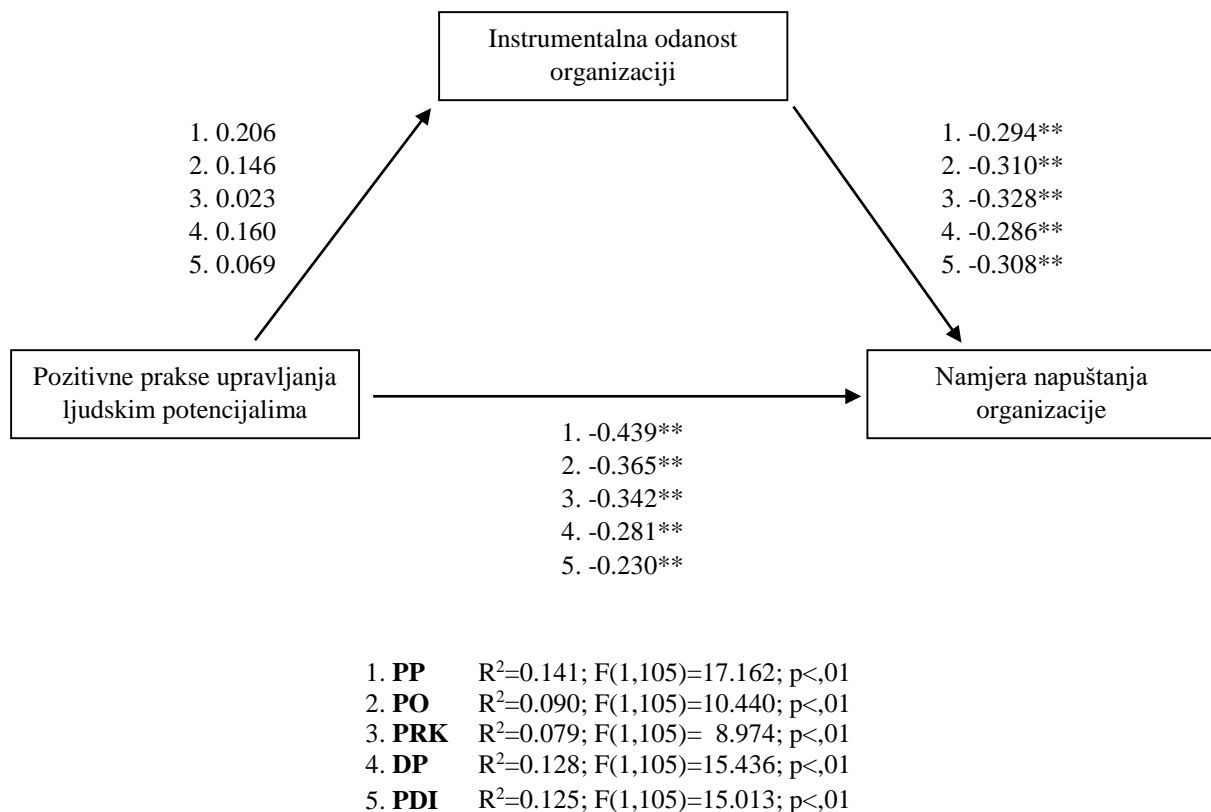 Instrumentalna odanost
organizaciji
1. 0.206
2. 0.146
3. 0.023
4. 0.160
5. 0.069
1. -0.294**
2. -0.310**
3. -0.328**
4. -0.286**
5. -0.308**
Pozitivne prakse upravljanja
ljudskim potencijalima
Namjera napuštanja
organizacije
1. -0.439**
2. -0.365**
3. -0.342**
4. -0.281**
5. -0.230**
1. PP R²=0.141; F(1,105)=17.162; p<,01
2. PO R²=0.090; F(1,105)=10.440; p<,01
3. PRK R²=0.079; F(1,105)= 8.974; p<,01
4. DP R²=0.128; F(1,105)=15.436; p<,01
5. PDI R²=0.125; F(1,105)=15.013; p<,01